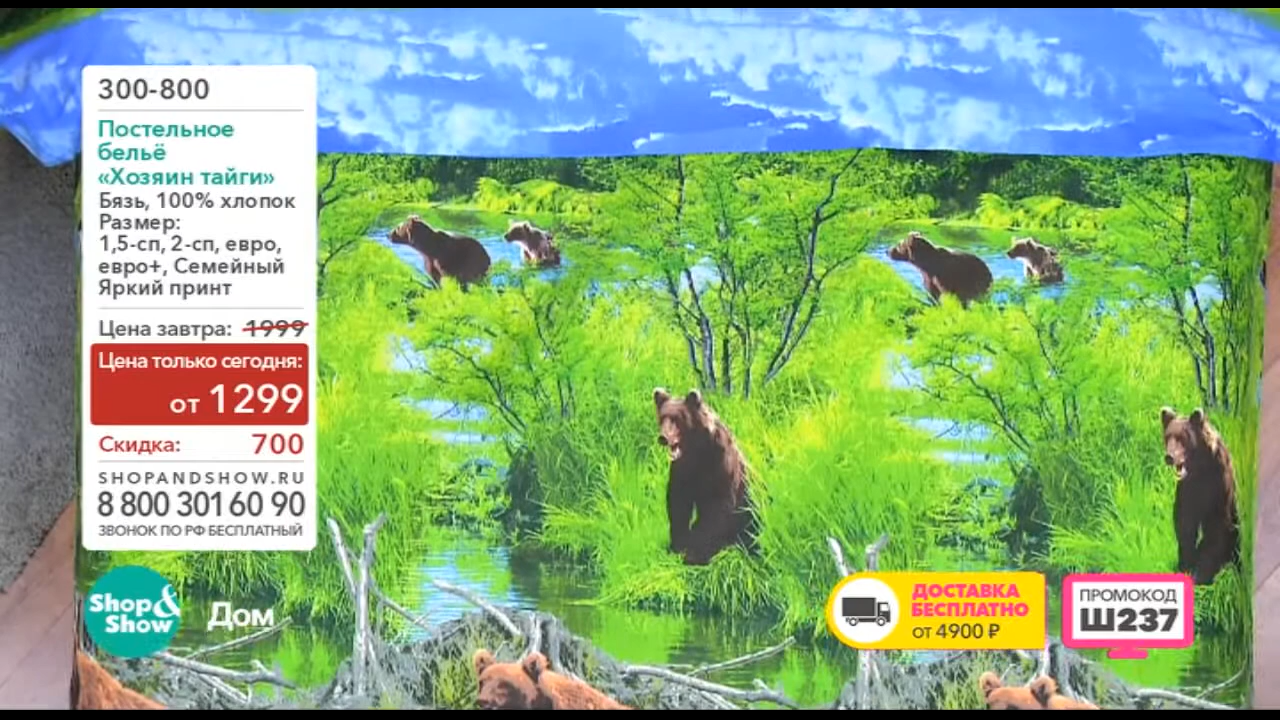 300-800
Постельное
бельё
«Хозяин тайги»
Бязь, 100% хлопок
Размер:
1,5-сп, 2-сп, евро,
евро+, Семейный
Яркий принт
Цена завтра: 1999
Цена только сегодня:
от 1299
Скидка: 700
SHOPANDSHOW.RU
8 800 301 60 90
ЗВОНОК ПО РФ БЕСПЛАТНЫЙ
Shop&
Show
Дом
ДОСТАВКА
БЕСПЛАТНО
от 4900 ₽
ПРОМОКОД
Ш237